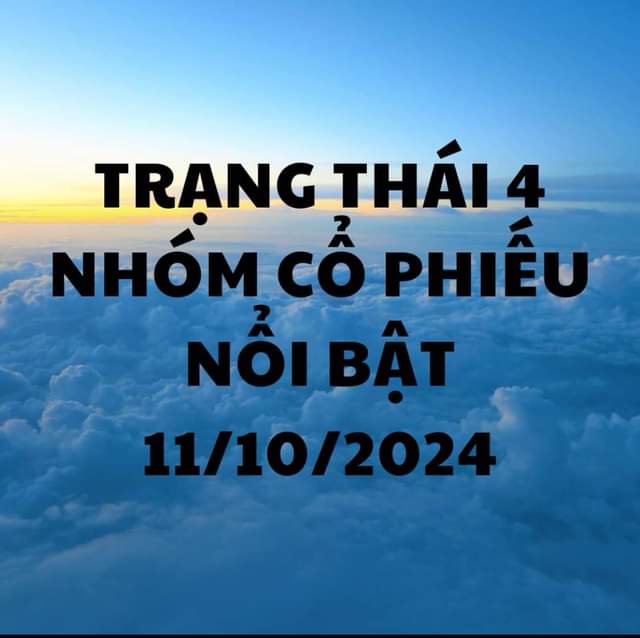 TRẠNG THÁI 4
NHÓM CỔ PHIẾU
NỔI BẬT
11/10/2024